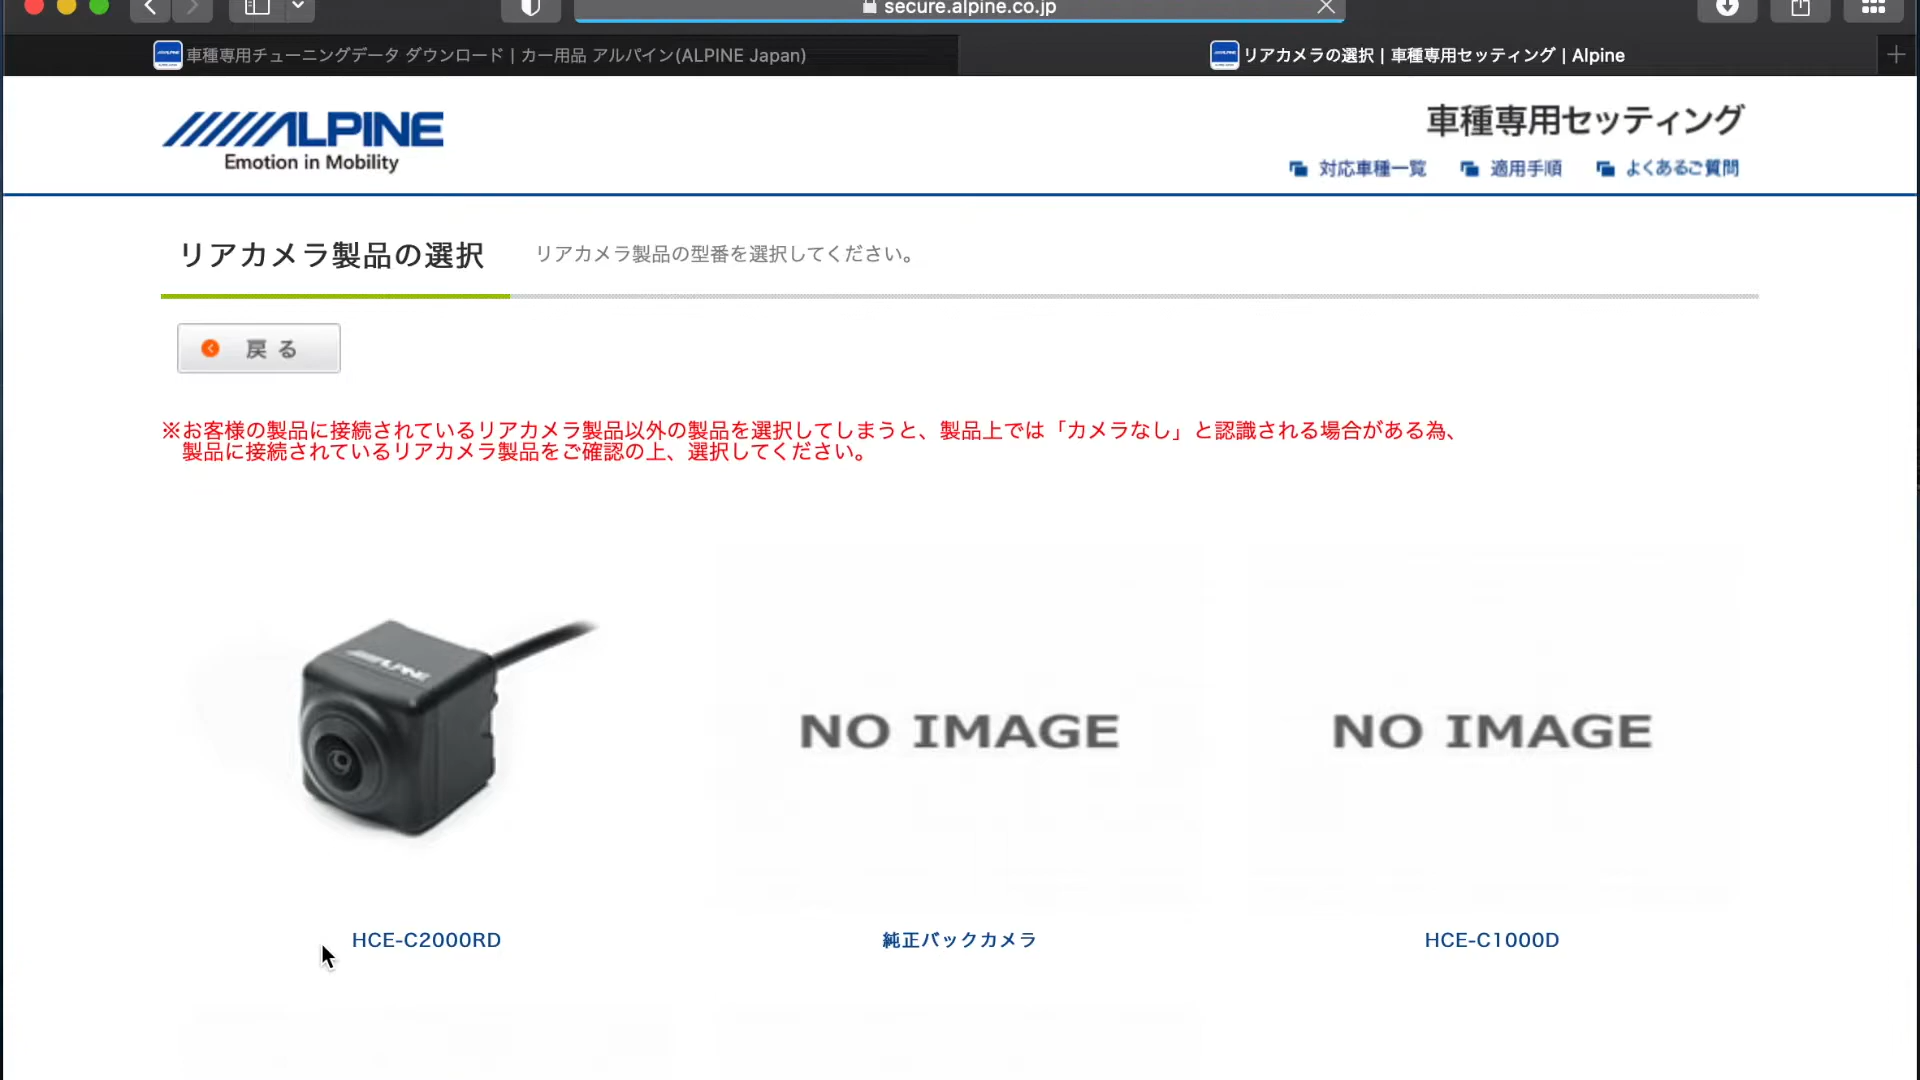 secure.alpine.co.jp
車種専用チューニングデータ ダウンロード | カー用品 アルパイン(ALPINE Japan)
リアカメラの選択 | 車種専用セッティング | Alpine
ALPINE
Emotion in Mobility
車種専用セッティング
対応車種一覧 適用手順 よくあるご質問
リアカメラ製品の選択 リアカメラ製品の型番を選択してください。
戻る
※お客様の製品に接続されているリアカメラ製品以外の製品を選択してしまうと、製品上では「カメラなし」と認識される場合がある為、
製品に接続されているリアカメラ製品をご確認の上、選択してください。
ALPINE
NO IMAGE
NO IMAGE
HCE-C2000RD
純正バックカメラ
HCE-C1000D